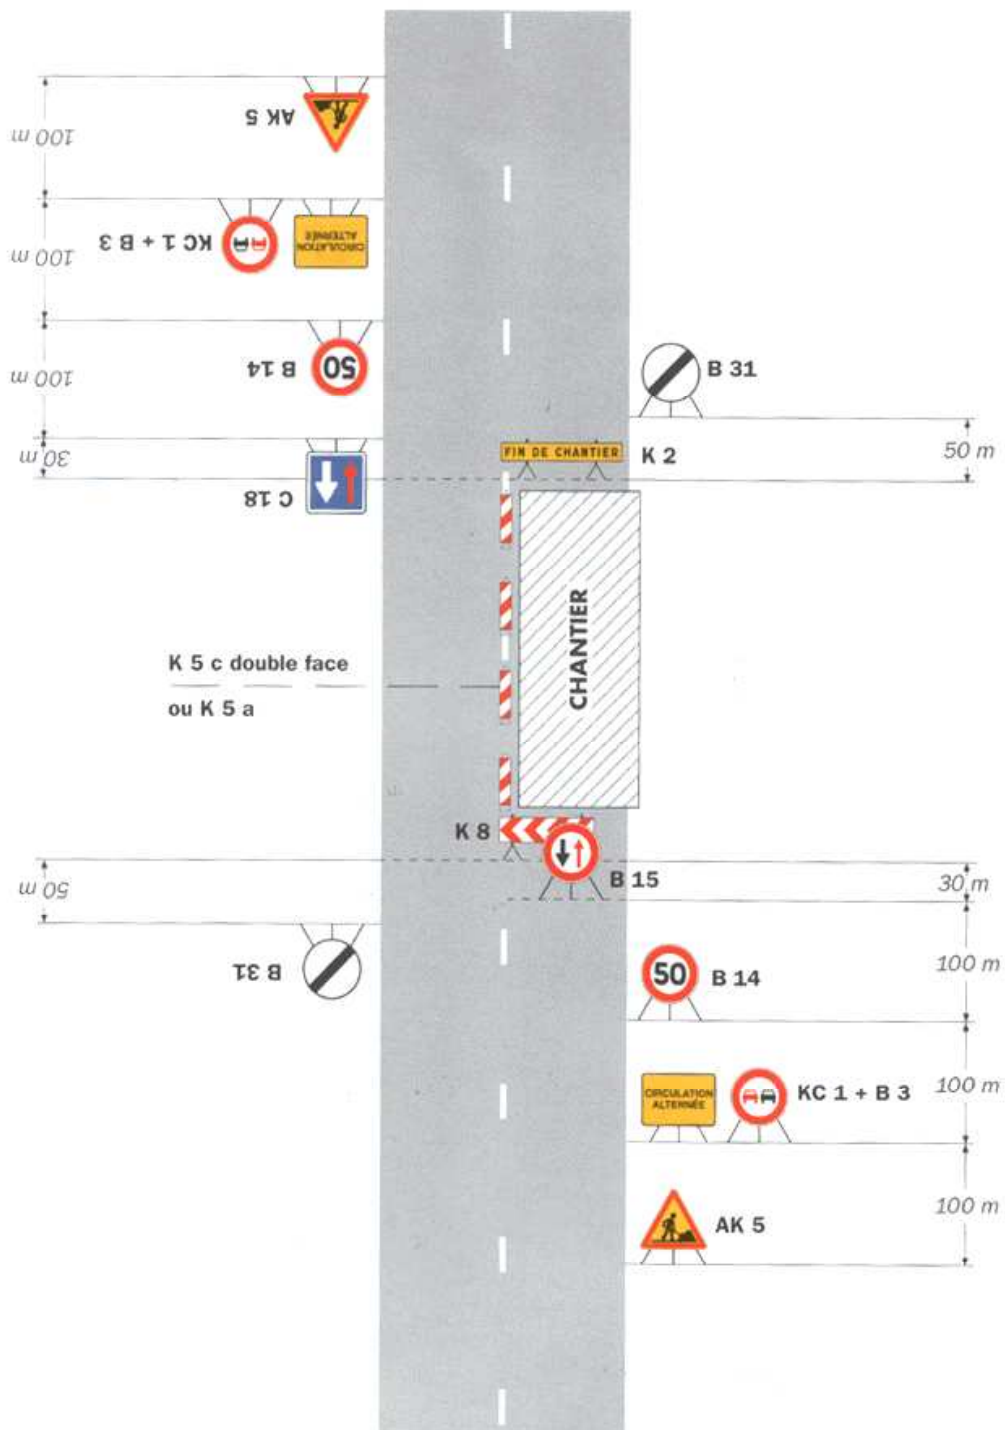 AK 5
100 m
KC 1 + B 3
CIRCULATION
ALTERNÉE
100 m
B 14
50
100 m
B 31
FIN DE CHANTIER
K 2
50 m
30 m
C 18
CHANTIER
K 5 c double face
ou K 5 a
K 8
B 15
30 m
50 m
B 31
50
B 14
100 m
CIRCULATION
ALTERNÉE
KC 1 + B 3
100 m
AK 5
100 m